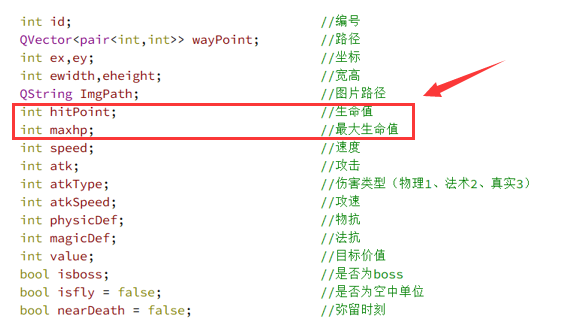 int id; //编号
QVector<pair<int,int>> wayPoint; //路径
int ex,ey; //坐标
int ewidth,eheight; //宽高
QString ImgPath; //图片路径
int hitPoint; //生命值
int maxhp; //最大生命值
int speed; //速度
int atk; //攻击
int atkType; //伤害类型（物理1、法术2、真实3）
int atkSpeed; //攻速
int physicDef; //物抗
int magicDef; //法抗
int value; //目标价值
bool isboss; //是否为boss
bool isfly = false; //是否为空中单位
bool nearDeath = false; //弥留时刻